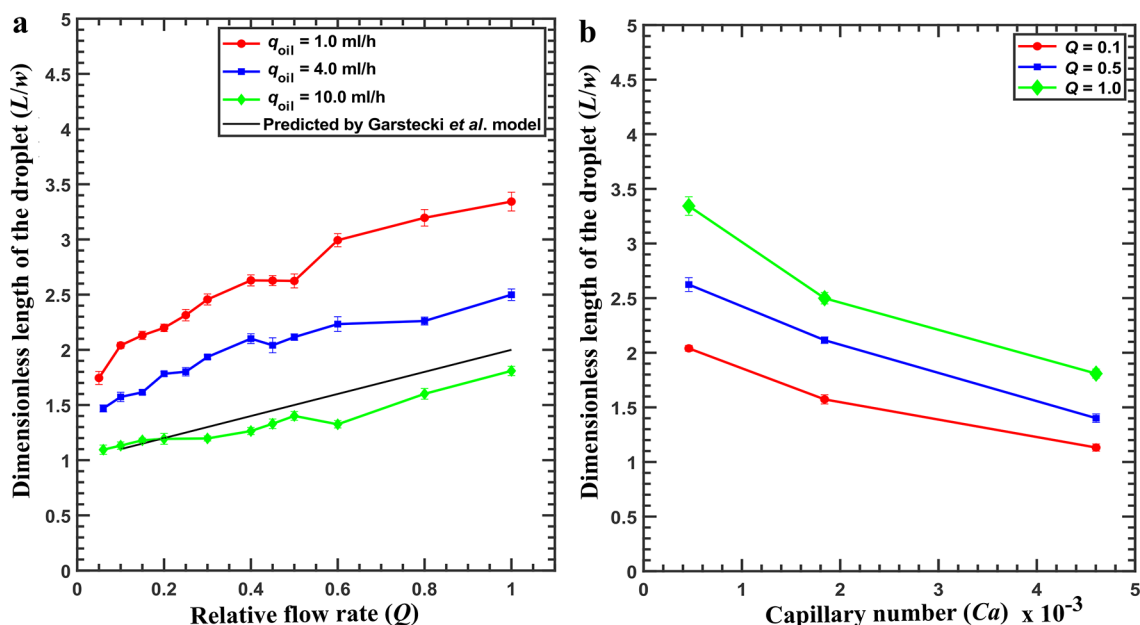 a
q_oil = 1.0 ml/h
q_oil = 4.0 ml/h
q_oil = 10.0 ml/h
Predicted by Garstecki et al. model
Dimensionless length of the droplet (L/w)
5
4.5
4
3.5
3
2.5
2
1.5
1
0.5
0
0
0.2
0.4
0.6
0.8
1
Relative flow rate (Q)
b
Q = 0.1
Q = 0.5
Q = 1.0
Dimensionless length of the droplet (L/w)
5
4.5
4
3.5
3
2.5
2
1.5
1
0.5
0
0
1
2
3
4
5
Capillary number (Ca) x 10⁻³